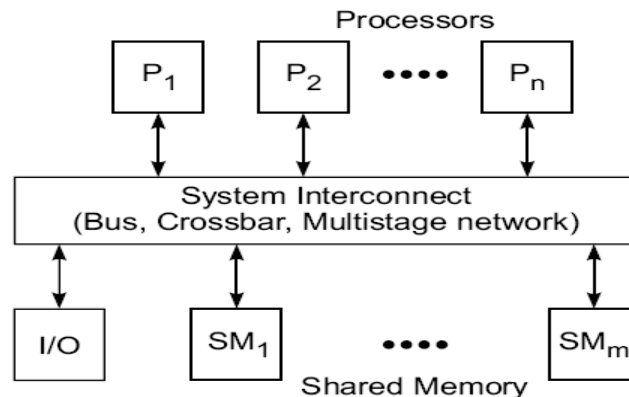 Processors
P1 P2 •••• Pn
System Interconnect
(Bus, Crossbar, Multistage network)
I/O SM1 •••• SMm
Shared Memory